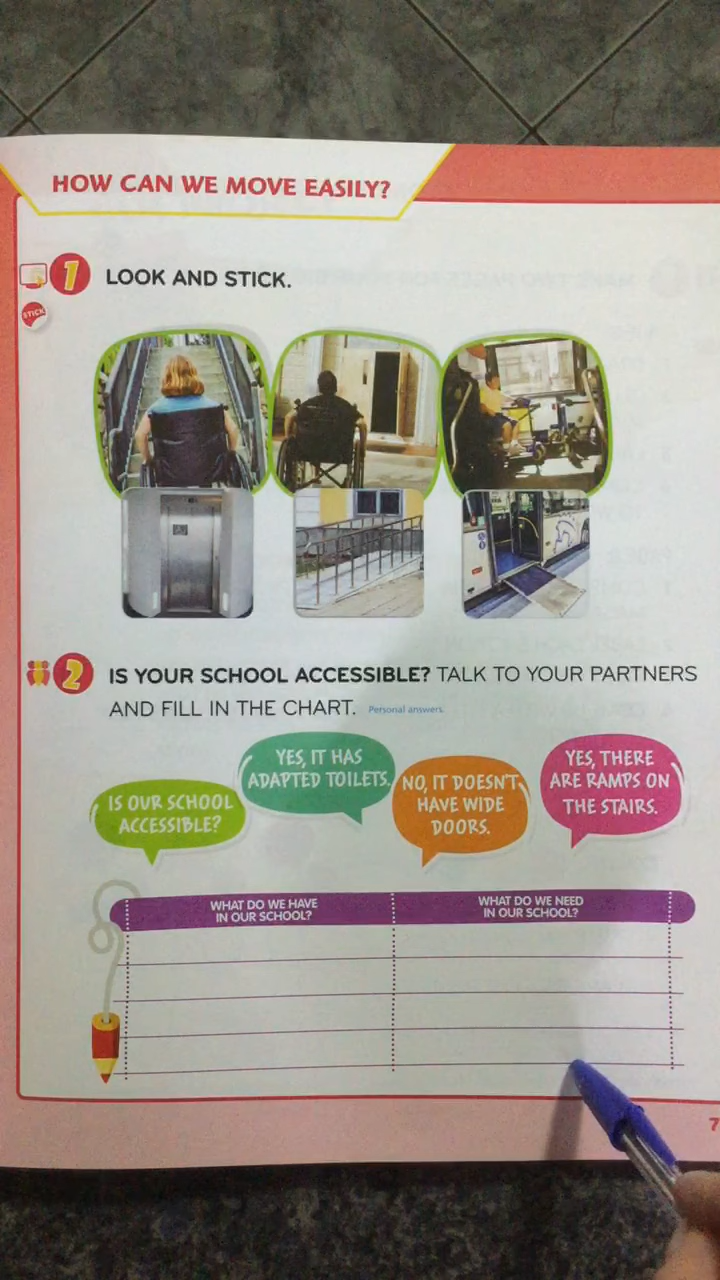 HOW CAN WE MOVE EASILY?
1 LOOK AND STICK.
STICK
2 IS YOUR SCHOOL ACCESSIBLE? TALK TO YOUR PARTNERS
AND FILL IN THE CHART. Personal answers.
IS OUR SCHOOL
ACCESSIBLE?
YES, IT HAS
ADAPTED TOILETS.
NO, IT DOESN'T
HAVE WIDE
DOORS.
YES, THERE
ARE RAMPS ON
THE STAIRS.
WHAT DO WE HAVE
IN OUR SCHOOL?
WHAT DO WE NEED
IN OUR SCHOOL?
7